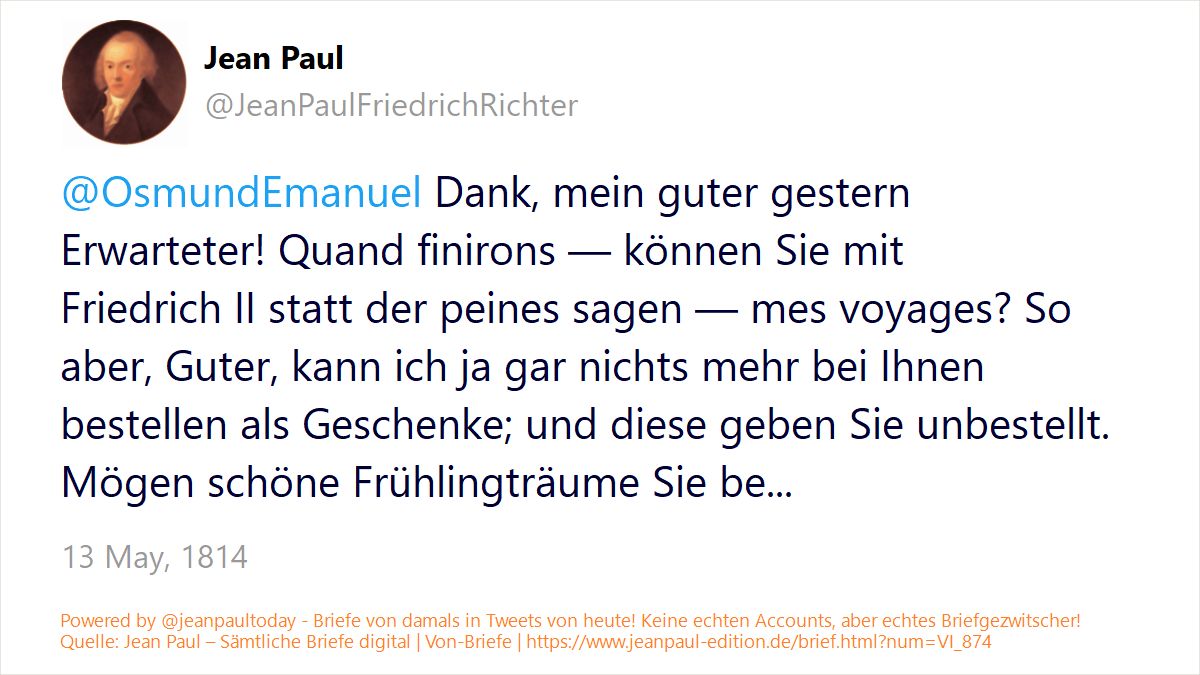 Jean Paul
@JeanPaulFriedrichRichter
@OsmundEmanuel Dank, mein guter gestern
Erwarteter! Quand finirons — können Sie mit
Friedrich II statt der peines sagen — mes voyages? So
aber, Guter, kann ich ja gar nichts mehr bei Ihnen
bestellen als Geschenke; und diese geben Sie unbestellt.
Mögen schöne Frühlingträume Sie be...
13 May, 1814
Powered by @jeanpaultoday - Briefe von damals in Tweets von heute! Keine echten Accounts, aber echtes Briefgezwitscher!
Quelle: Jean Paul – Sämtliche Briefe digital | Von-Briefe | https://www.jeanpaul-edition.de/brief.html?num=VI_874